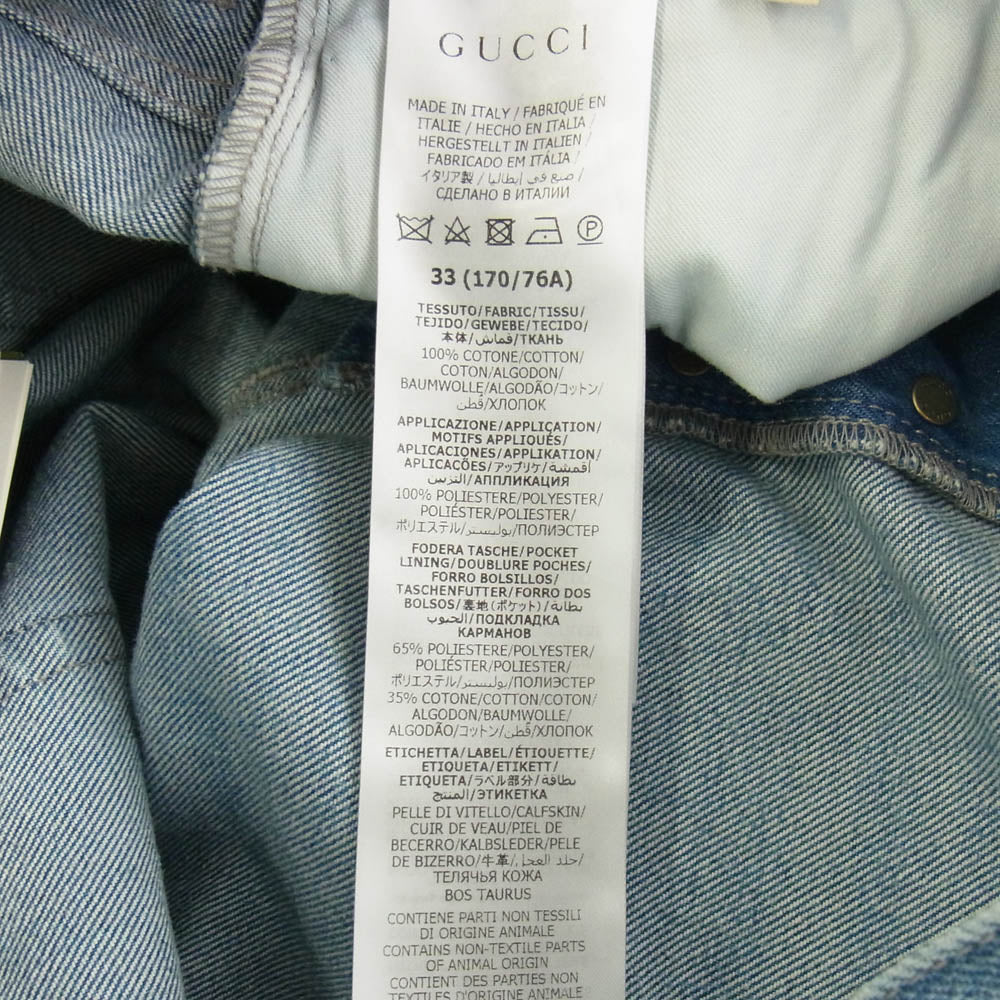 GUCCI
MADE IN ITALY / FABRIQUÉ EN
ITALIE / HECHO EN ITALIA /
HERGESTELLT IN ITALIEN /
FABRICADO EM ITÁLIA /
イタリア製 / صنع في إيطاليا /
СДЕЛАНО В ИТАЛИИ
P
33 (170/76A)
TESSUTO/FABRIC/TISSU/
TEJIDO/GEWEBE/TECIDO/
本体/قماش/ТКАНЬ
100% COTONE/COTTON/
COTON/ALGODON/
BAUMWOLLE/ALGODÃO/コットン/
قطن/ХЛОПОК
APPLICAZIONE/APPLICATION/
MOTIFS APPLIQUÉS/
APLICACIONES/APPLIKATION/
APLICAÇÕES/アップリケ/أقمشة
التزيين/АППЛИКАЦИЯ
100% POLIESTERE/POLYESTER/
POLYESTER/POLIÉSTER/
ポリエステル/بوليستر/ПОЛИЭСТЕР
FODERA TASCHE/POCKET
LINING/DOUBLURE POCHES/
FORRO BOLSILLOS/
TASCHENFUTTER/FORRO DOS
BOLSOS/裏地(ポケット)/بطانة
الجيوب/ПОДКЛАДКА
КАРМАНОВ
65% POLIESTERE/POLYESTER/
POLIÉSTER/POLIESTER/
ポリエステル/بوليستر/ПОЛИЭСТЕР
35% COTONE/COTTON/COTON/
ALGODON/BAUMWOLLE/
ALGODÃO/コットン/قطن/ХЛОПОК
ETICHETTA/LABEL/ÉTIQUETTE/
ETIQUETA/ETIKETT/
ETIQUETA/ラベル部分/بطاقة
المنتج/ЭТИКЕТКА
PELLE DI VITELLO/CALFSKIN/
CUIR DE VEAU/PIEL DE
BECERRO/KALBSLEDER/PELE
DE BIZERRO/牛革/جلد العجل/
ТЕЛЯЧЬЯ КОЖА
BOS TAURUS
CONTIENE PARTI NON TESSILI
DI ORIGINE ANIMALE
CONTAINS NON-TEXTILE PARTS
OF ANIMAL ORIGIN
CONTIENT DES PARTIES NON
TEXTILES D'ORIGINE ANIMALE